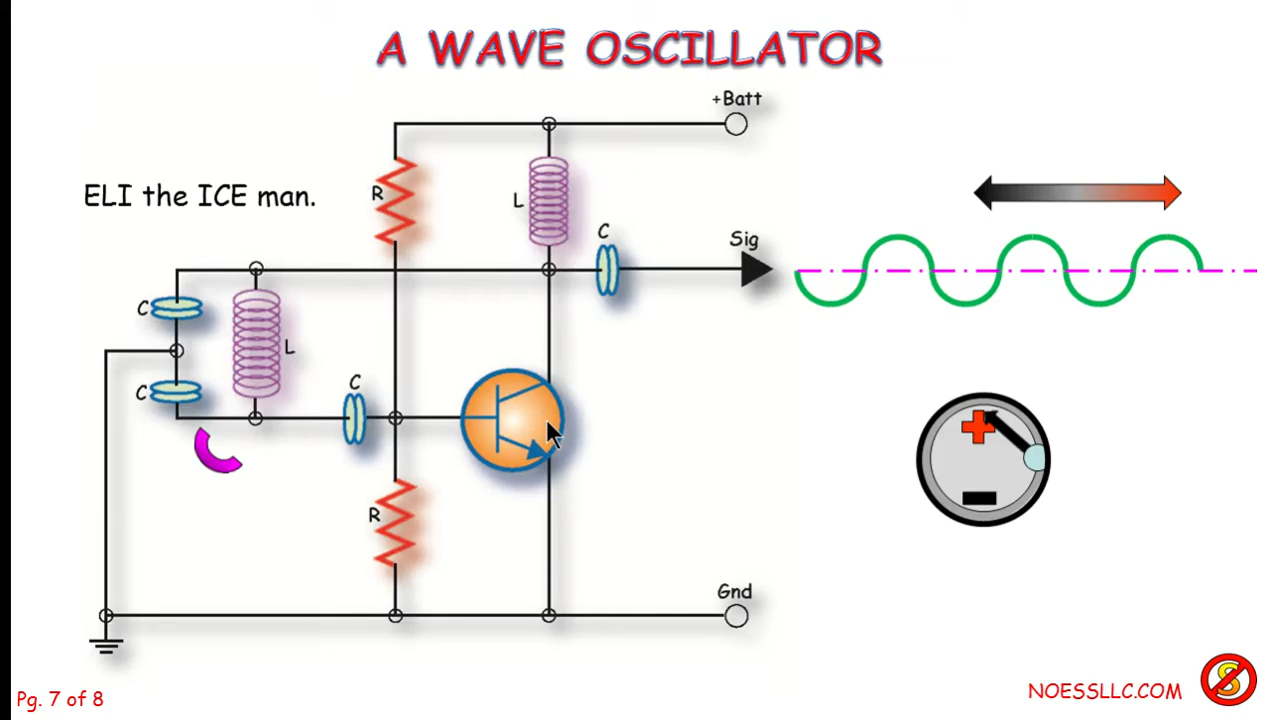 A WAVE OSCILLATOR
+Batt
ELI the ICE man.
R
L
C
Sig
C
L
C
C
R
Gnd
Pg. 7 of 8
NOESSLLC.COM
S